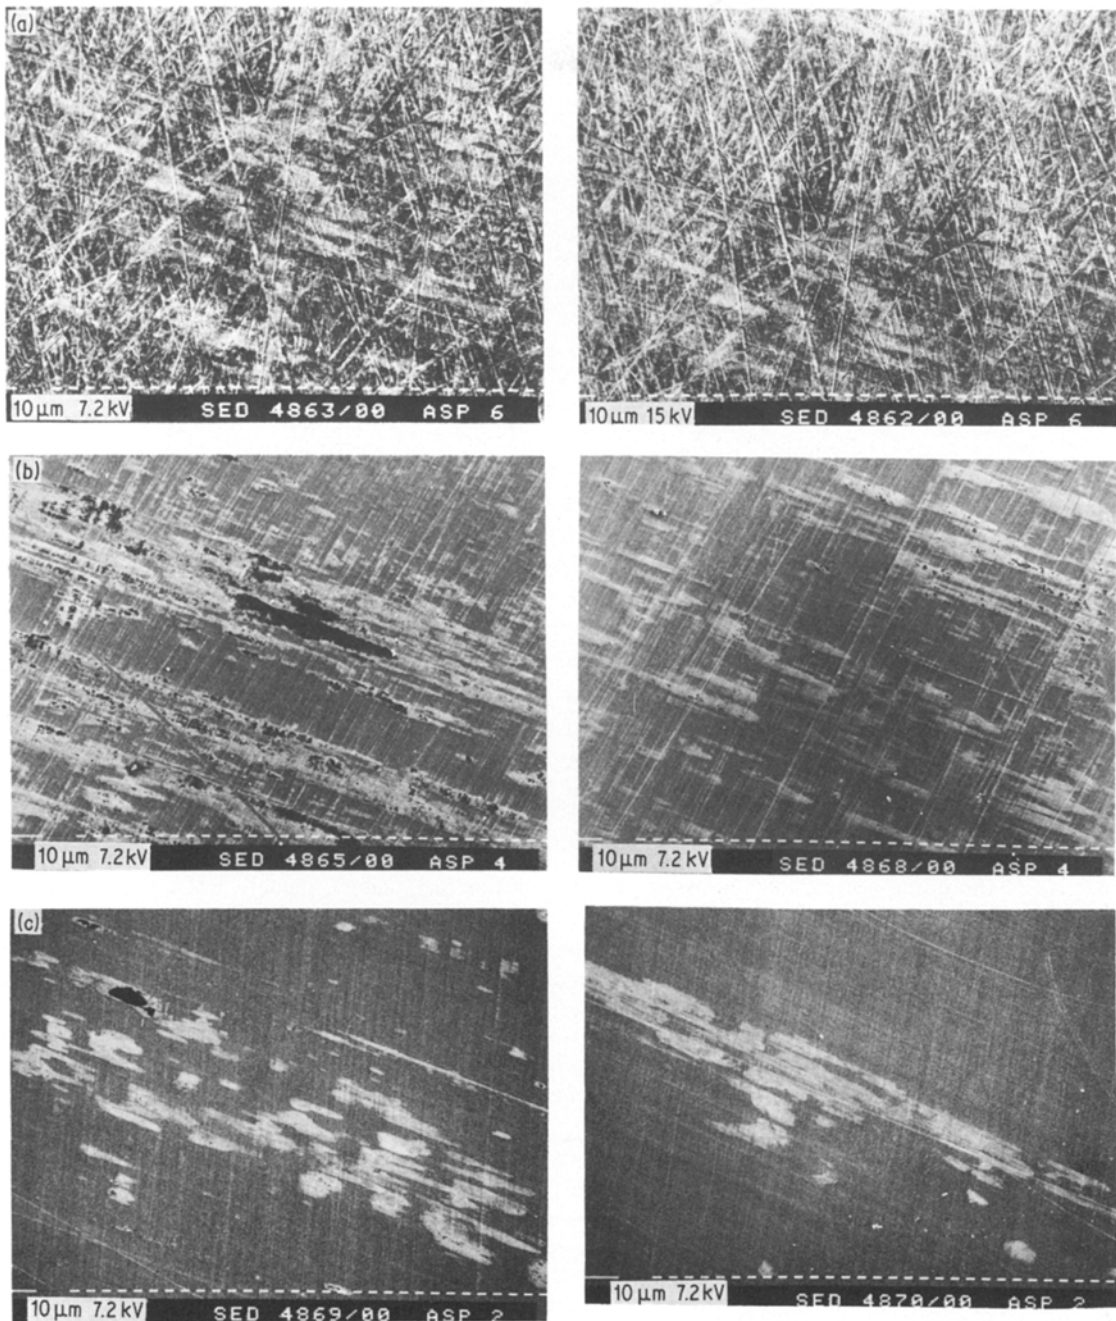 (a)
10 μm 7.2 kV SED 4863/00 ASP 6
10 μm 15 kV SED 4862/00 ASP 6
(b)
10 μm 7.2 kV SED 4865/00 ASP 4
10 μm 7.2 kV SED 4868/00 ASP 4
(c)
10 μm 7.2 kV SED 4869/00 ASP 2
10 μm 7.2 kV SED 4870/00 ASP 2